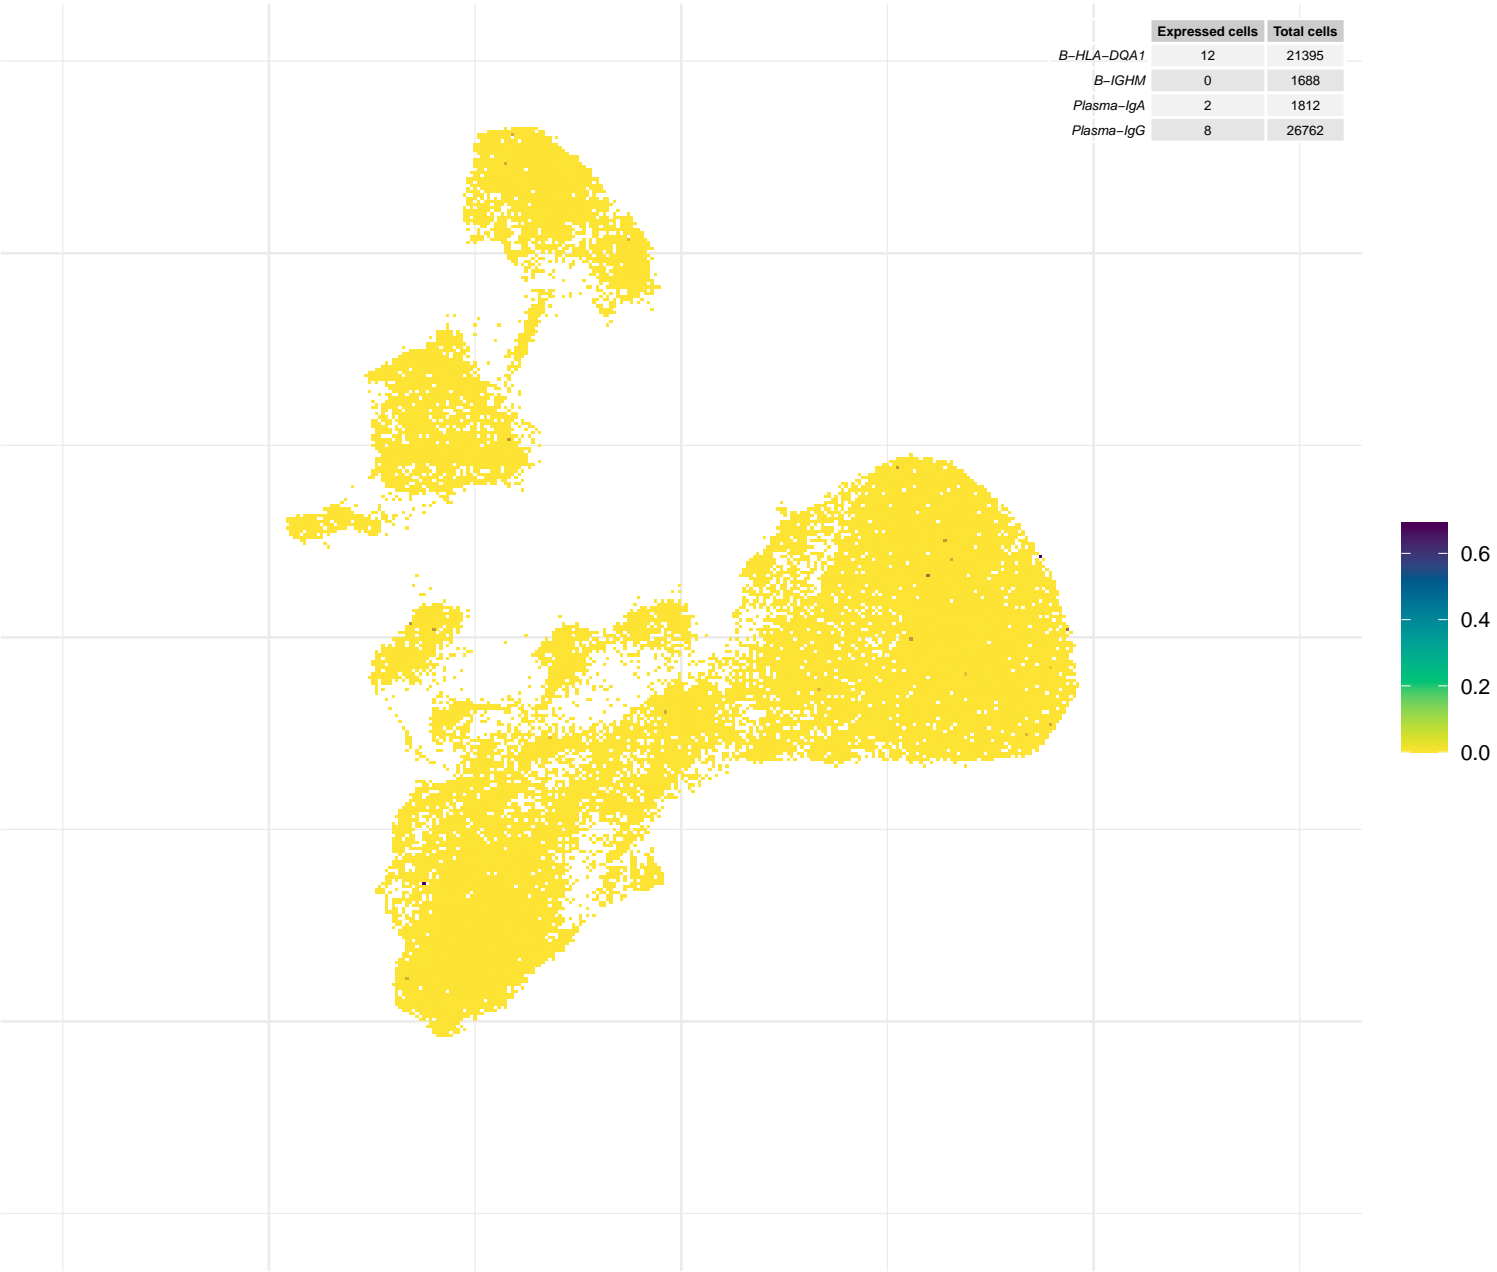 Expressed cells Total cells
B−HLA−DQA1 12 21395
B−IGHM 0 1688
Plasma−IgA 2 1812
Plasma−IgG 8 26762
0.6
0.4
0.2
0.0